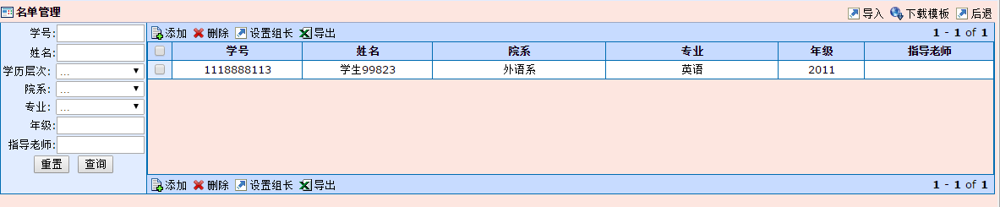 名单管理
导入 下载模板 后退
学号:
姓名:
学历层次: ...
院系: ...
专业: ...
年级:
指导老师:
重置 查询
添加 删除 设置组长 导出 1 - 1 of 1
学号 姓名 院系 专业 年级 指导老师
1118888113 学生99823 外语系 英语 2011
添加 删除 设置组长 导出 1 - 1 of 1